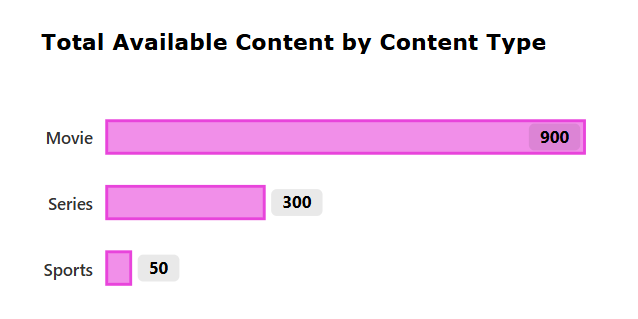 Total Available Content by Content Type
Movie 900
Series 300
Sports 50